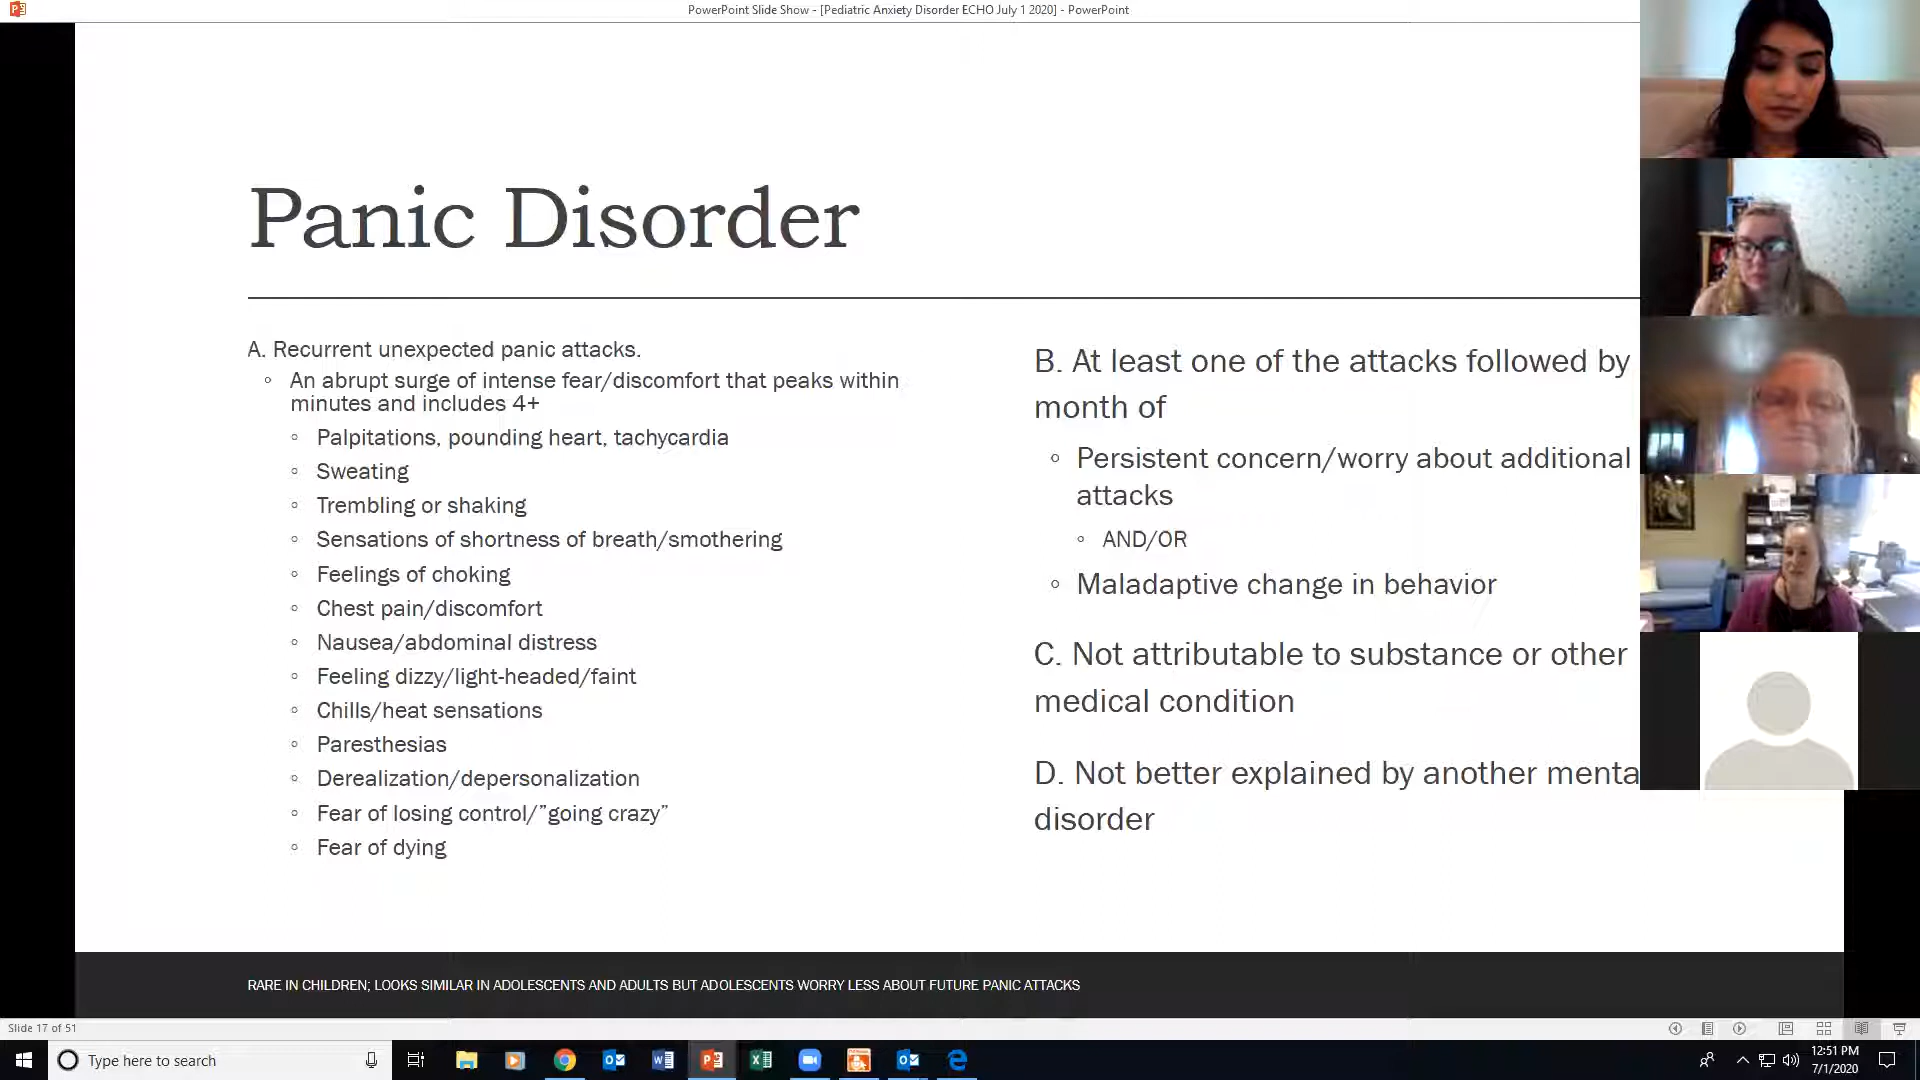 PowerPoint Slide Show - [Pediatric Anxiety Disorder ECHO July 1 2020] - PowerPoint
Panic Disorder
A. Recurrent unexpected panic attacks.
◦ An abrupt surge of intense fear/discomfort that peaks within
minutes and includes 4+
◦ Palpitations, pounding heart, tachycardia
◦ Sweating
◦ Trembling or shaking
◦ Sensations of shortness of breath/smothering
◦ Feelings of choking
◦ Chest pain/discomfort
◦ Nausea/abdominal distress
◦ Feeling dizzy/light-headed/faint
◦ Chills/heat sensations
◦ Paresthesias
◦ Derealization/depersonalization
◦ Fear of losing control/”going crazy”
◦ Fear of dying
B. At least one of the attacks followed by
month of
◦ Persistent concern/worry about additional
attacks
◦ AND/OR
◦ Maladaptive change in behavior
C. Not attributable to substance or other
medical condition
D. Not better explained by another menta
disorder
RARE IN CHILDREN; LOOKS SIMILAR IN ADOLESCENTS AND ADULTS BUT ADOLESCENTS WORRY LESS ABOUT FUTURE PANIC ATTACKS
Slide 17 of 51
Type here to search
12:51 PM
7/1/2020